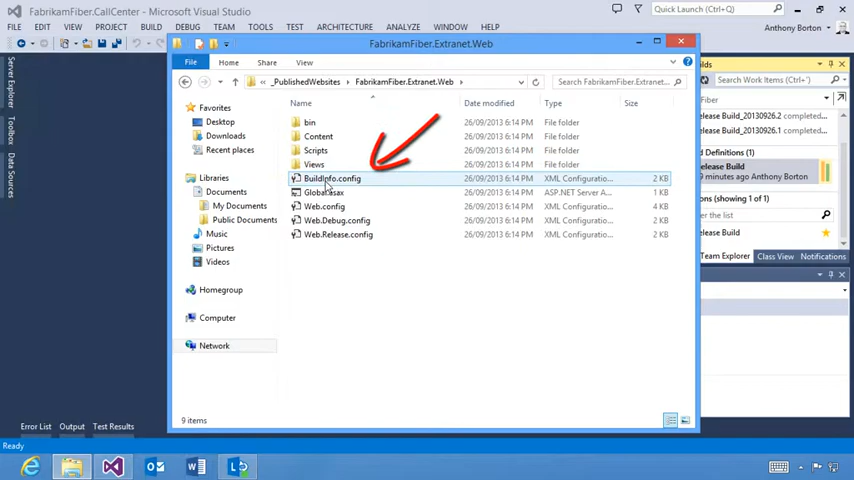 FabrikamFiber.CallCenter - Microsoft Visual Studio
Quick Launch (Ctrl+Q)
FILE EDIT VIEW PROJECT BUILD DEBUG TEAM TOOLS TEST ARCHITECTURE ANALYZE WINDOW HELP
Anthony Borton
Server Explorer
Toolbox
Data Sources
FabrikamFiber.Extranet.Web
File Home Share View
« _PublishedWebsites FabrikamFiber.Extranet.Web
Search FabrikamFiber.Extranet...
Name Date modified Type Size
Favorites
Desktop
Downloads
Recent places
Libraries
Documents
My Documents
Public Documents
Music
Pictures
Videos
Homegroup
Computer
Network
bin 26/09/2013 6:14 PM File folder
Content 26/09/2013 6:14 PM File folder
Scripts 26/09/2013 6:14 PM File folder
Views 26/09/2013 6:14 PM File folder
BuildInfo.config 26/09/2013 6:14 PM XML Configuratio... 2 KB
Global.asax 26/09/2013 6:14 PM ASP.NET Server A... 1 KB
Web.config 26/09/2013 6:14 PM XML Configuratio... 4 KB
Web.Debug.config 26/09/2013 6:14 PM XML Configuratio... 2 KB
Web.Release.config 26/09/2013 6:14 PM XML Configuratio... 2 KB
9 items
uilds
Search Work Items (Ctrl+
Fiber
elease Build_20130926.2 completed...
elease Build_20130926.1 completed...
d Definitions (1)
elease Build
9 minutes ago Anthony Borton
rs (showing 1 of 1)
er the list
elease Build
Team Explorer Class View Team Explorer
Error List Output Test Results
Ready